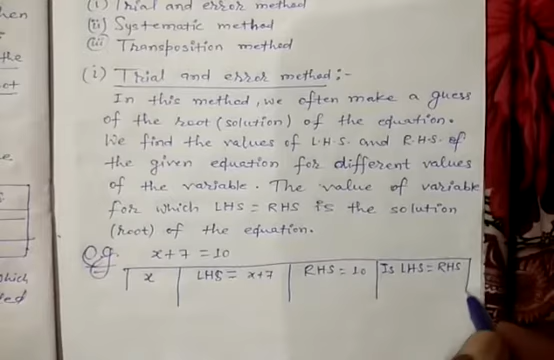 hen
(i) Trial and error method
(ii) Systematic method
(iii) Transposition method
the
(i) Trial and error method :-
In this method, we often make a guess
of the root (solution) of the equation.
We find the values of L.H.S. and R.H.S. of
the given equation for different values
of the variable. The value of variable
for which LHS = RHS is the solution
(root) of the equation.
e.g. x+7 = 10
x LHS = x+7 RHS = 10 Is LHS = RHS